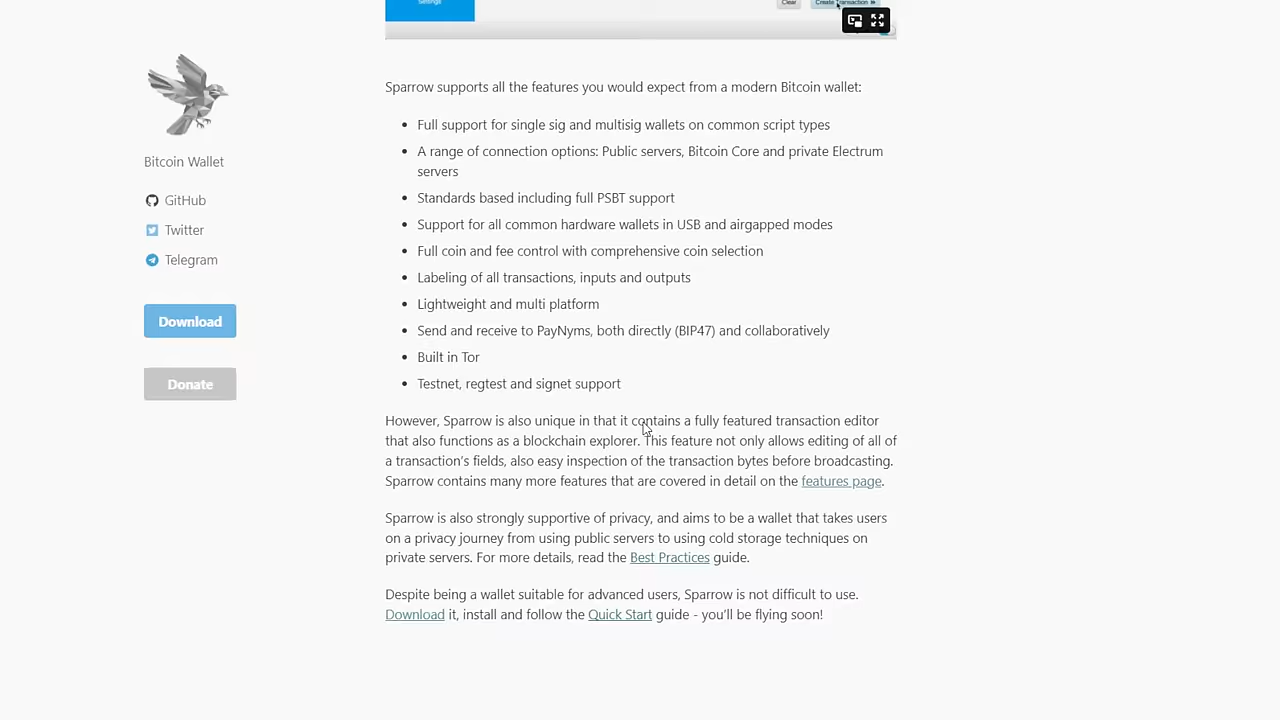 Settings
Clear
Create Transaction
Sparrow supports all the features you would expect from a modern Bitcoin wallet:
Full support for single sig and multisig wallets on common script types
A range of connection options: Public servers, Bitcoin Core and private Electrum
servers
Standards based including full PSBT support
Support for all common hardware wallets in USB and airgapped modes
Full coin and fee control with comprehensive coin selection
Labeling of all transactions, inputs and outputs
Lightweight and multi platform
Send and receive to PayNyms, both directly (BIP47) and collaboratively
Built in Tor
Testnet, regtest and signet support
However, Sparrow is also unique in that it contains a fully featured transaction editor
that also functions as a blockchain explorer. This feature not only allows editing of all of
a transaction's fields, also easy inspection of the transaction bytes before broadcasting.
Sparrow contains many more features that are covered in detail on the features page.
Sparrow is also strongly supportive of privacy, and aims to be a wallet that takes users
on a privacy journey from using public servers to using cold storage techniques on
private servers. For more details, read the Best Practices guide.
Despite being a wallet suitable for advanced users, Sparrow is not difficult to use.
Download it, install and follow the Quick Start guide - you'll be flying soon!
Bitcoin Wallet
GitHub
Twitter
Telegram
Download
Donate